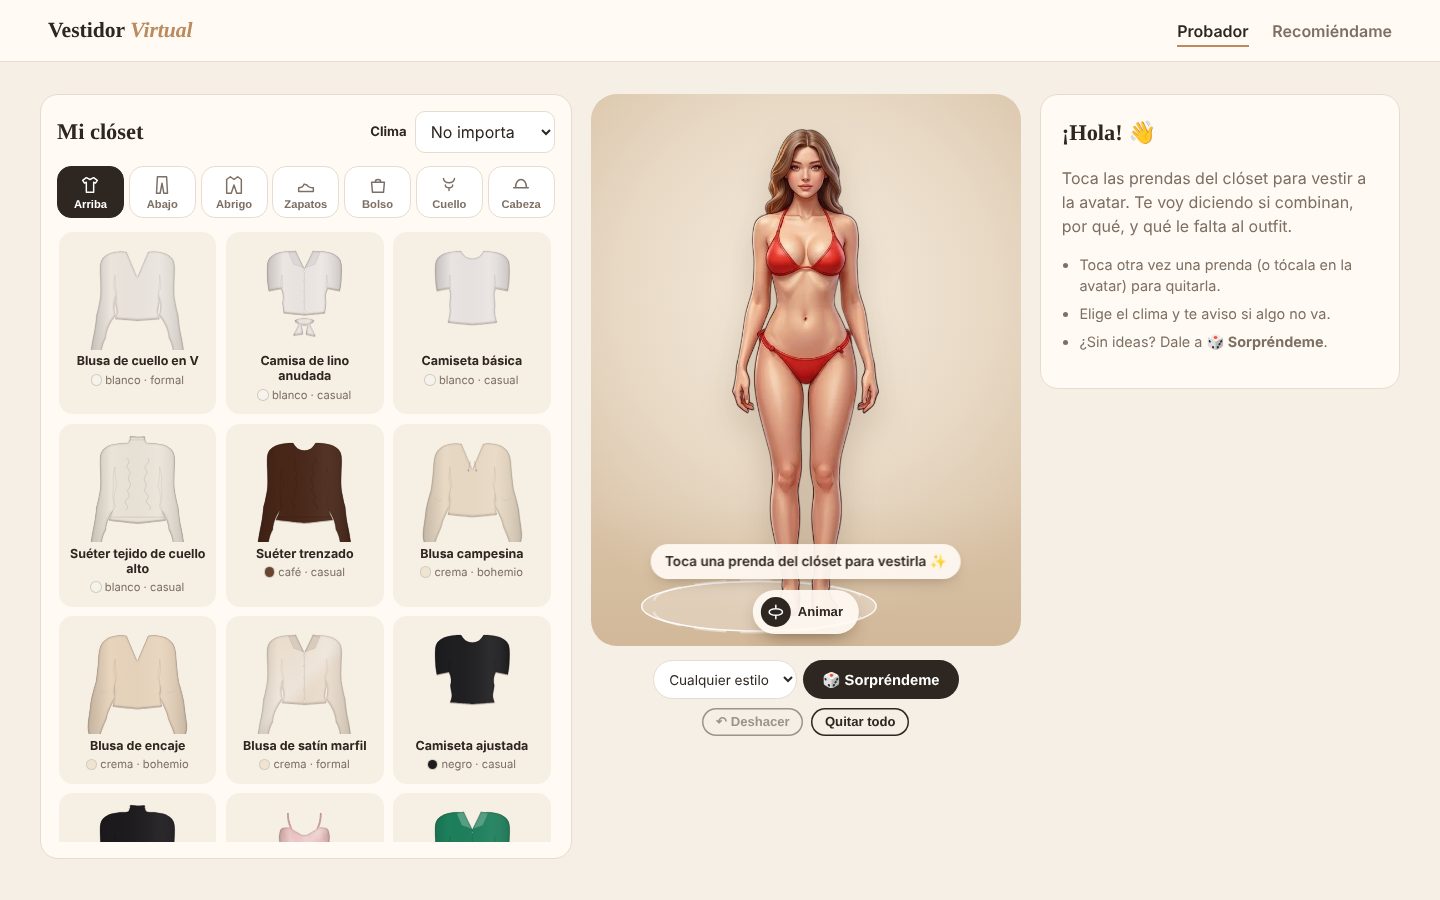 Vestidor Virtual
Probador
Recomiéndame
Mi clóset
Clima
No importa
Arriba
Abajo
Abrigo
Zapatos
Bolso
Cuello
Cabeza
Blusa de cuello en V
blanco · formal
Camisa de lino
anudada
blanco · casual
Camiseta básica
blanco · casual
Suéter tejido de cuello
alto
blanco · casual
Suéter trenzado
café · casual
Blusa campesina
crema · bohemio
Blusa de encaje
crema · bohemio
Blusa de satín marfil
crema · formal
Camiseta ajustada
negro · casual
Toca una prenda del clóset para vestirla ✨
Animar
Cualquier estilo
🎲 Sorpréndeme
↶ Deshacer
Quitar todo
¡Hola! 👋
Toca las prendas del clóset para vestir a
la avatar. Te voy diciendo si combinan,
por qué, y qué le falta al outfit.
• Toca otra vez una prenda (o tócala en la
avatar) para quitarla.
• Elige el clima y te aviso si algo no va.
• ¿Sin ideas? Dale a 🎲 Sorpréndeme.